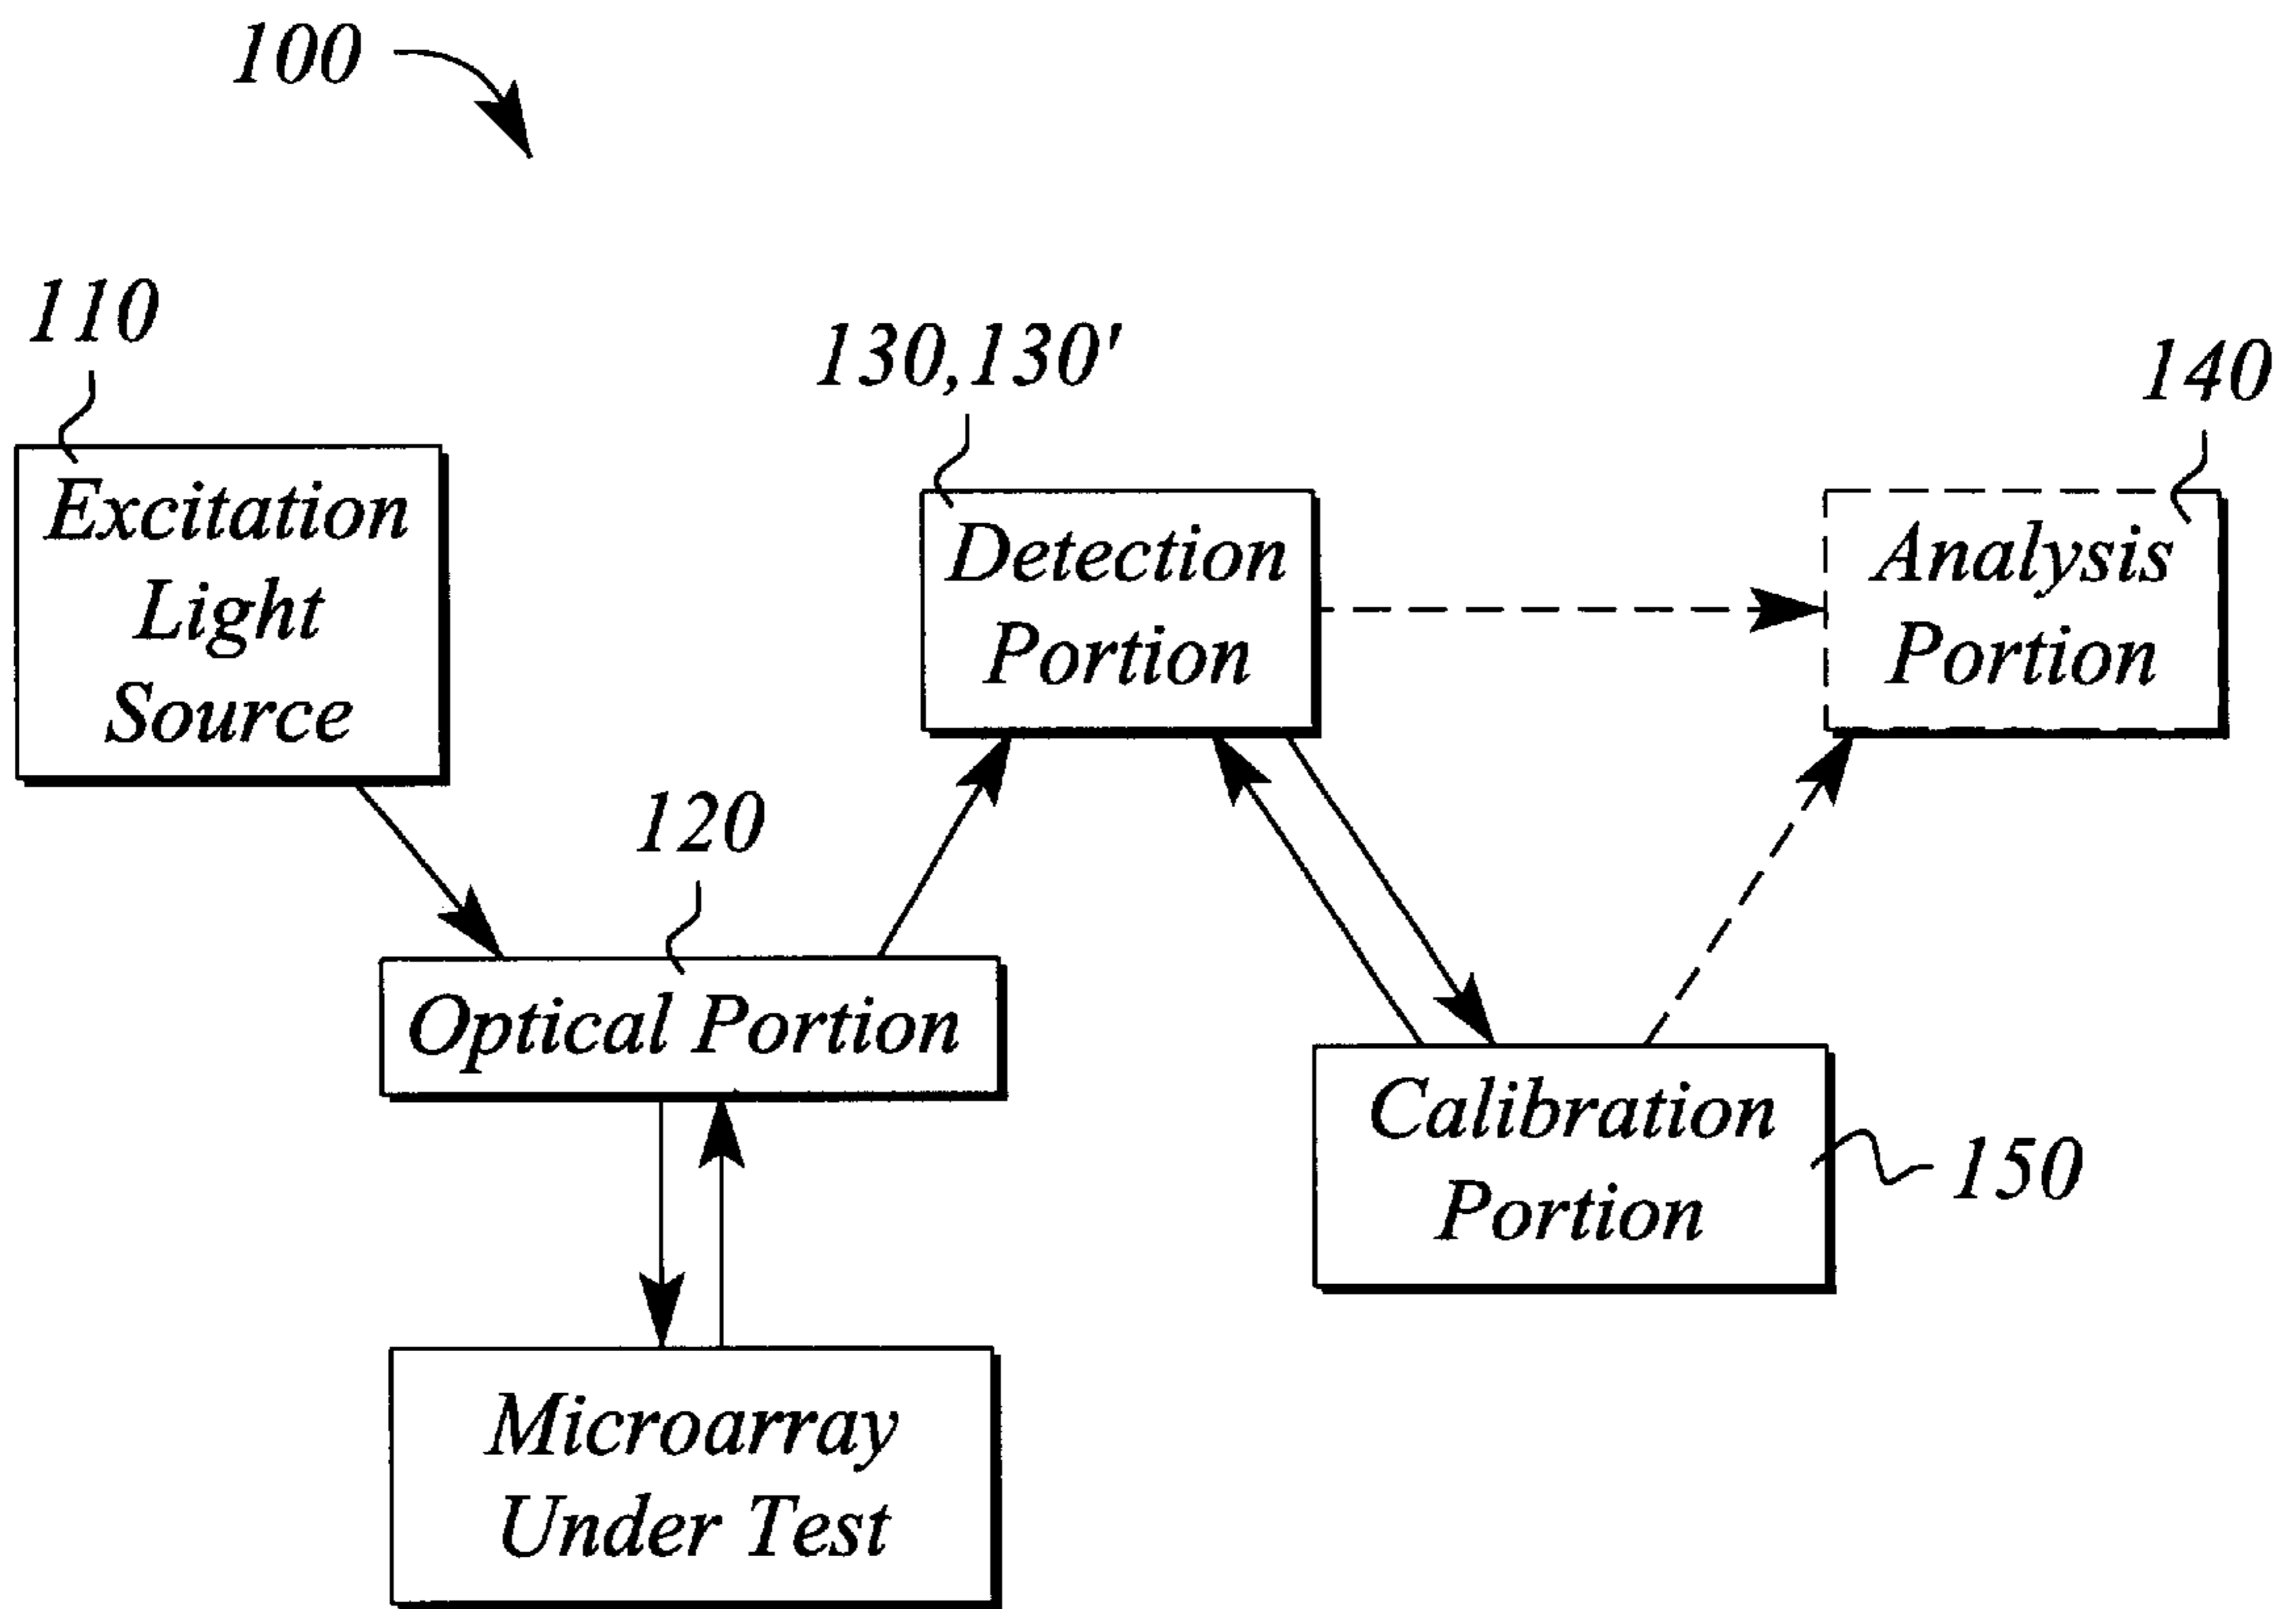 100
110
Excitation
Light
Source
130,130'
Detection
Portion
140
Analysis
Portion
120
Optical Portion
Calibration
Portion
150
Microarray
Under Test